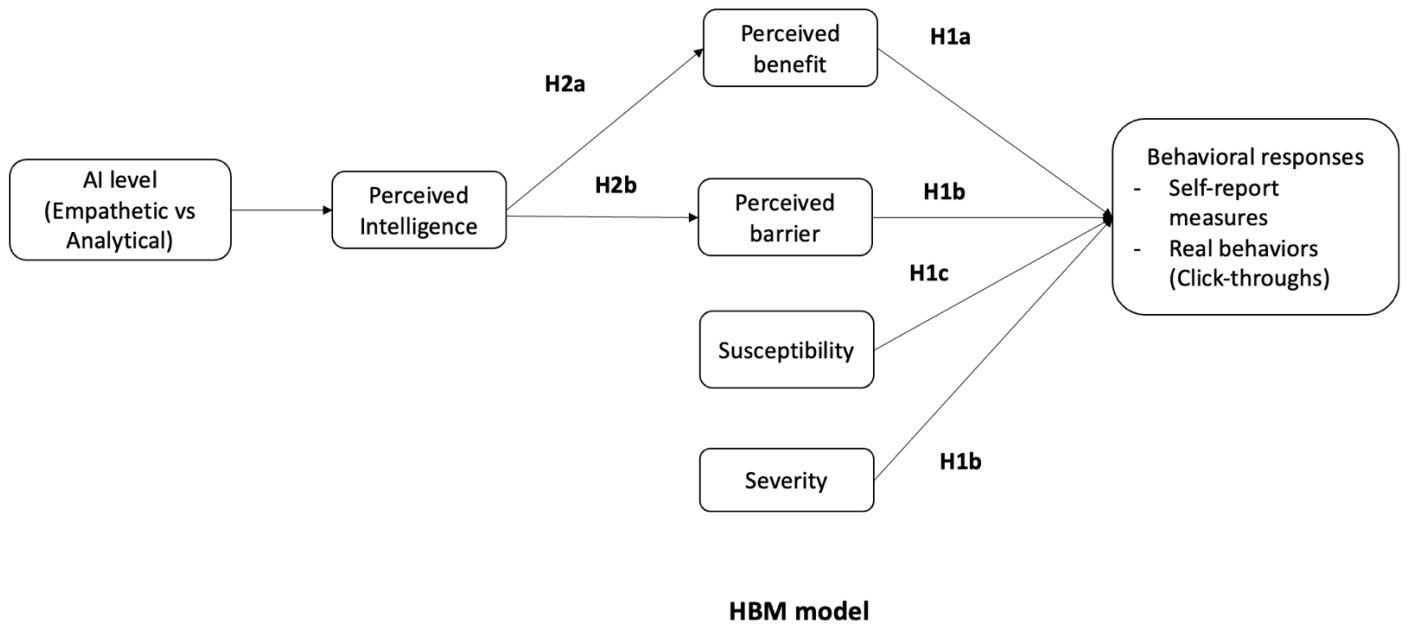 AI level
(Empathetic vs
Analytical)
Perceived
Intelligence
H2a
H2b
Perceived
benefit
Perceived
barrier
Susceptibility
Severity
H1a
H1b
H1c
H1b
Behavioral responses
- Self-report
measures
- Real behaviors
(Click-throughs)
HBM model